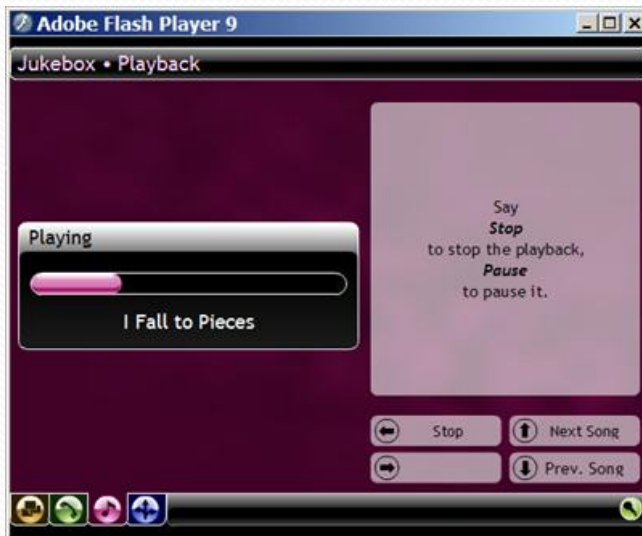 Adobe Flash Player 9
Jukebox • Playback
Playing
I Fall to Pieces
Say
Stop
to stop the playback,
Pause
to pause it.
Stop
Next Song
Prev. Song